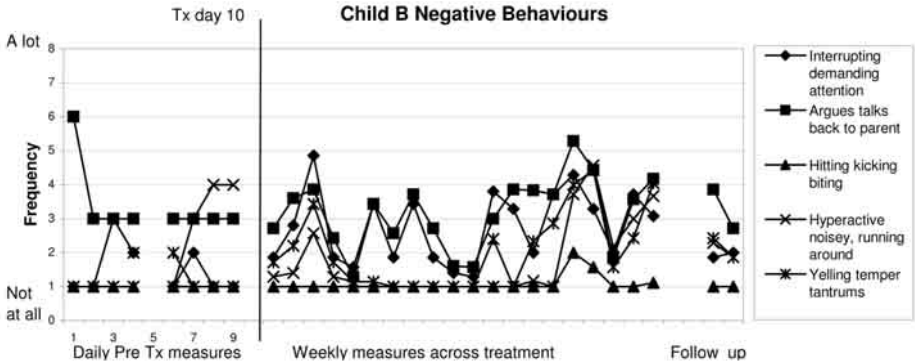 Tx day 10
Child B Negative Behaviours
A lot
8
7
6
5
4
3
2
1
0
Not
at all
Frequency
1 3 5 7 9
Daily Pre Tx measures
Weekly measures across treatment
Follow up
Interrupting
demanding
attention
Argues talks
back to parent
Hitting kicking
biting
Hyperactive
noisey, running
around
Yelling temper
tantrums